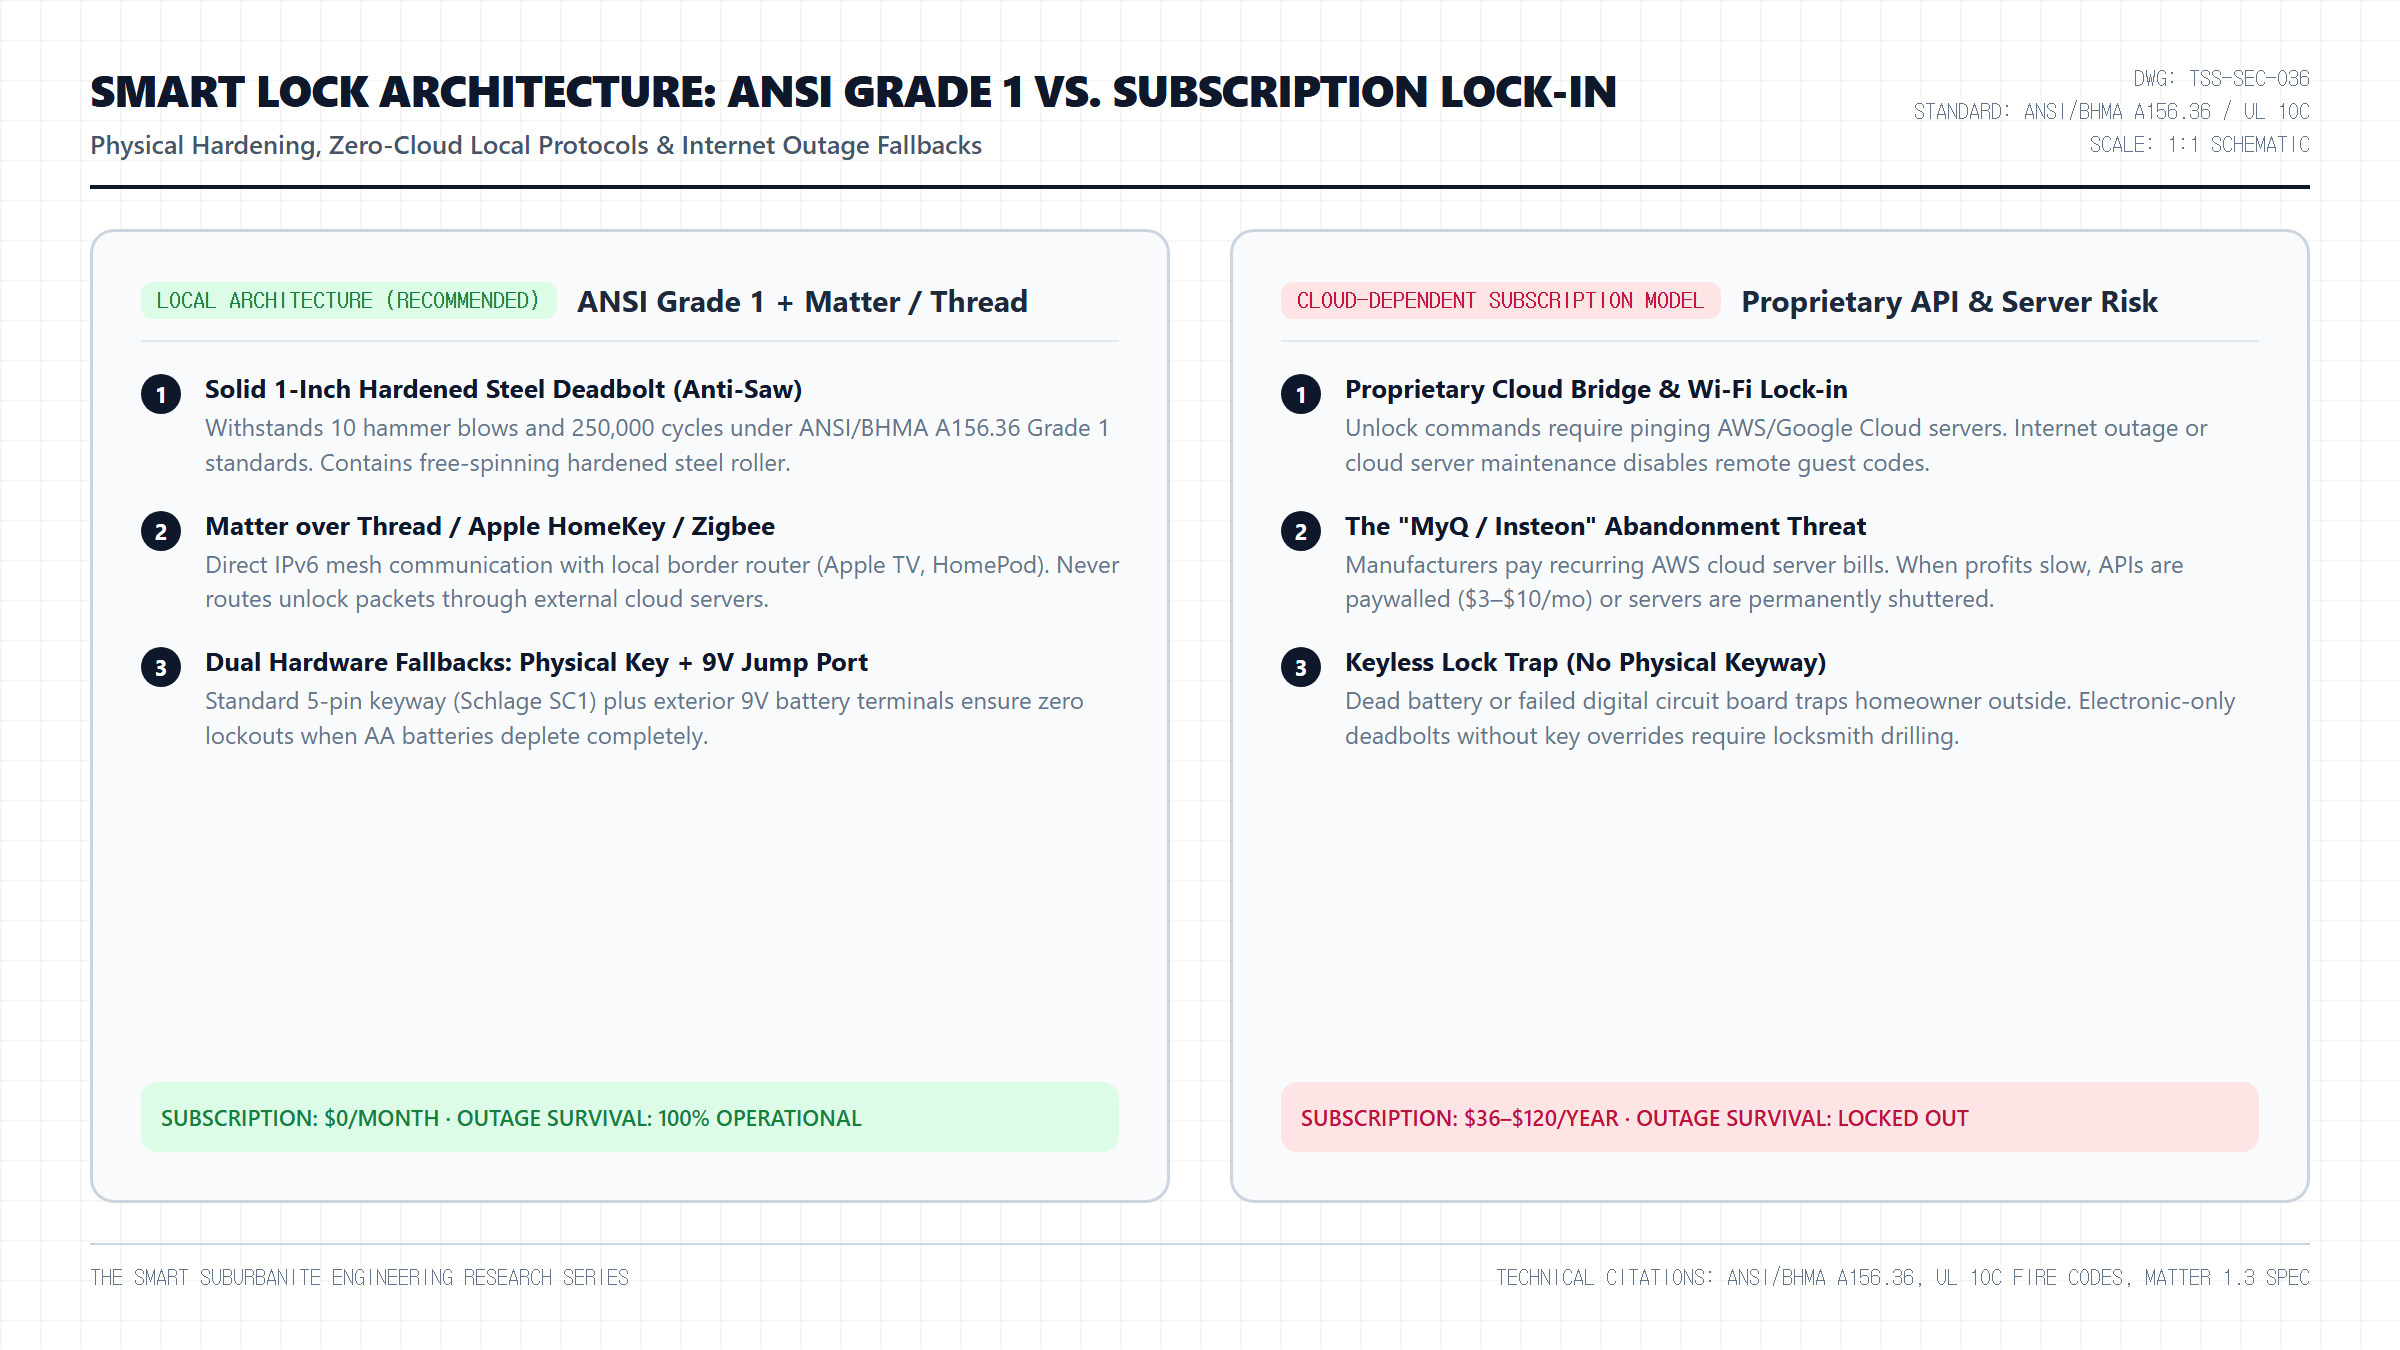 SMART LOCK ARCHITECTURE: ANSI GRADE 1 VS. SUBSCRIPTION LOCK-IN
Physical Hardening, Zero-Cloud Local Protocols & Internet Outage Fallbacks
DWG: TSS-SEC-036
STANDARD: ANSI/BHMA A156.36 / UL 10C
SCALE: 1:1 SCHEMATIC
LOCAL ARCHITECTURE (RECOMMENDED)
ANSI Grade 1 + Matter / Thread
1
Solid 1-Inch Hardened Steel Deadbolt (Anti-Saw)
Withstands 10 hammer blows and 250,000 cycles under ANSI/BHMA A156.36 Grade 1
standards. Contains free-spinning hardened steel roller.
2
Matter over Thread / Apple HomeKey / Zigbee
Direct IPv6 mesh communication with local border router (Apple TV, HomePod). Never
routes unlock packets through external cloud servers.
3
Dual Hardware Fallbacks: Physical Key + 9V Jump Port
Standard 5-pin keyway (Schlage SC1) plus exterior 9V battery terminals ensure zero
lockouts when AA batteries deplete completely.
SUBSCRIPTION: $0/MONTH · OUTAGE SURVIVAL: 100% OPERATIONAL
CLOUD-DEPENDENT SUBSCRIPTION MODEL
Proprietary API & Server Risk
1
Proprietary Cloud Bridge & Wi-Fi Lock-in
Unlock commands require pinging AWS/Google Cloud servers. Internet outage or
cloud server maintenance disables remote guest codes.
2
The "MyQ / Insteon" Abandonment Threat
Manufacturers pay recurring AWS cloud server bills. When profits slow, APIs are
paywalled ($3–$10/mo) or servers are permanently shuttered.
3
Keyless Lock Trap (No Physical Keyway)
Dead battery or failed digital circuit board traps homeowner outside. Electronic-only
deadbolts without key overrides require locksmith drilling.
SUBSCRIPTION: $36–$120/YEAR · OUTAGE SURVIVAL: LOCKED OUT
THE SMART SUBURBANITE ENGINEERING RESEARCH SERIES
TECHNICAL CITATIONS: ANSI/BHMA A156.36, UL 10C FIRE CODES, MATTER 1.3 SPEC